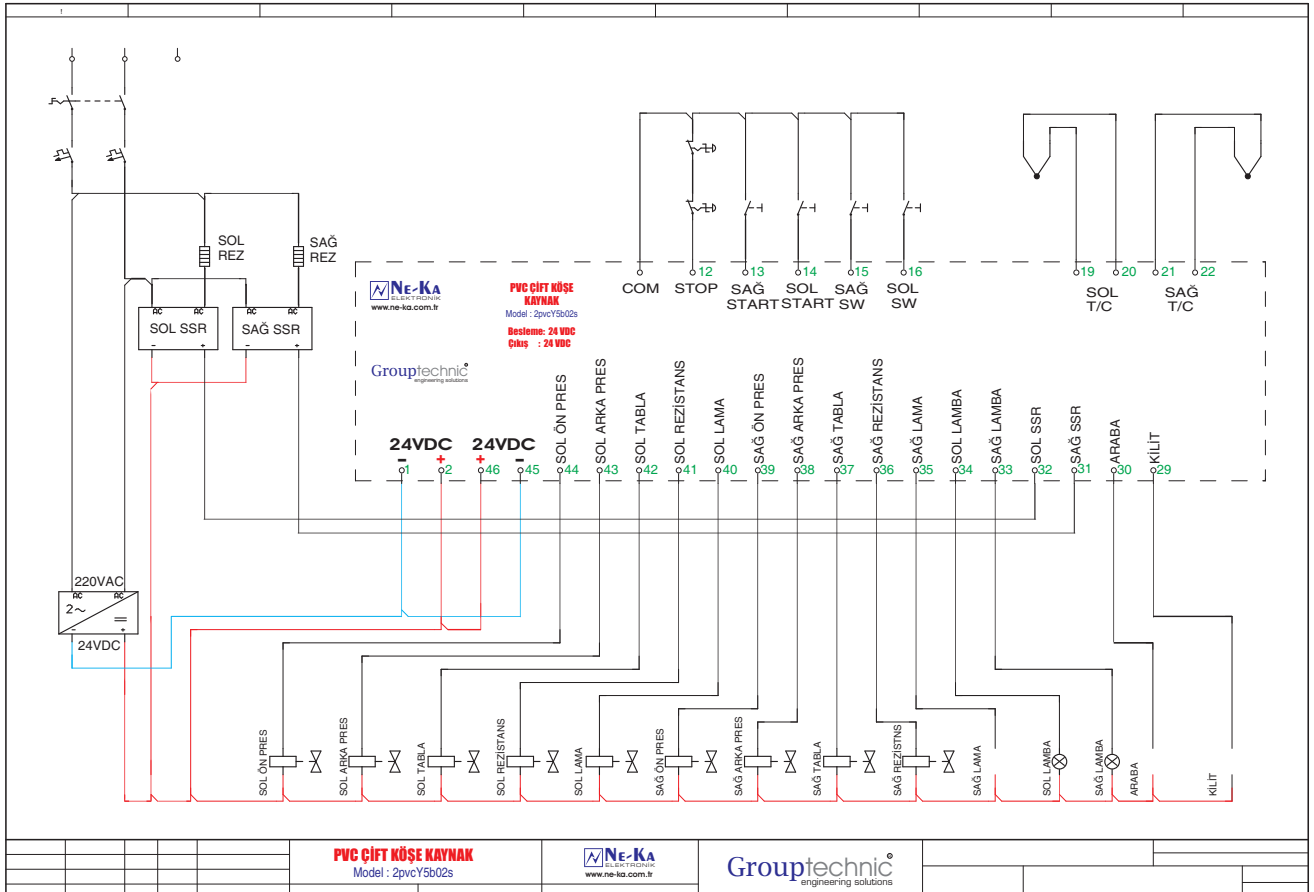 1
SOL
REZ
SAĞ
REZ
AC AC
SOL SSR
- +
AC AC
SAĞ SSR
- +
NE-KA
ELEKTRONİK
www.ne-ka.com.tr
PVC ÇİFT KÖŞE
KAYNAK
Model : 2pvcY5b02s
Besleme: 24 VDC
Çıkış : 24 VDC
Grouptechnic
engineering solutions
COM
12
STOP
13
SAĞ
START
14
SOL
START
15
SAĞ
SW
16
SOL
SW
19 20
SOL
T/C
21 22
SAĞ
T/C
24VDC 24VDC
- + + -
1
2
46
45
SOL ÖN PRES
44
SOL ARKA PRES
43
SOL TABLA
42
SOL REZİSTANS
41
SOL LAMA
40
SAĞ ÖN PRES
39
SAĞ ARKA PRES
38
SAĞ TABLA
37
SAĞ REZİSTANS
36
SAĞ LAMA
35
SOL LAMBA
34
SAĞ LAMBA
33
SOL SSR
32
SAĞ SSR
31
ARABA
30
KİLİT
29
220VAC
AC AC
2~
- +
24VDC
SOL ÖN PRES
SOL ARKA PRES
SOL TABLA
SOL REZİSTANS
SOL LAMA
SAĞ ÖN PRES
SAĞ ARKA PRES
SAĞ TABLA
SAĞ REZİSTNS
SAĞ LAMA
SOL LAMBA
SAĞ LAMBA
ARABA
KİLİT
PVC ÇİFT KÖŞE KAYNAK
Model : 2pvcY5b02s
NE-KA
ELEKTRONİK
www.ne-ka.com.tr
Grouptechnic
engineering solutions